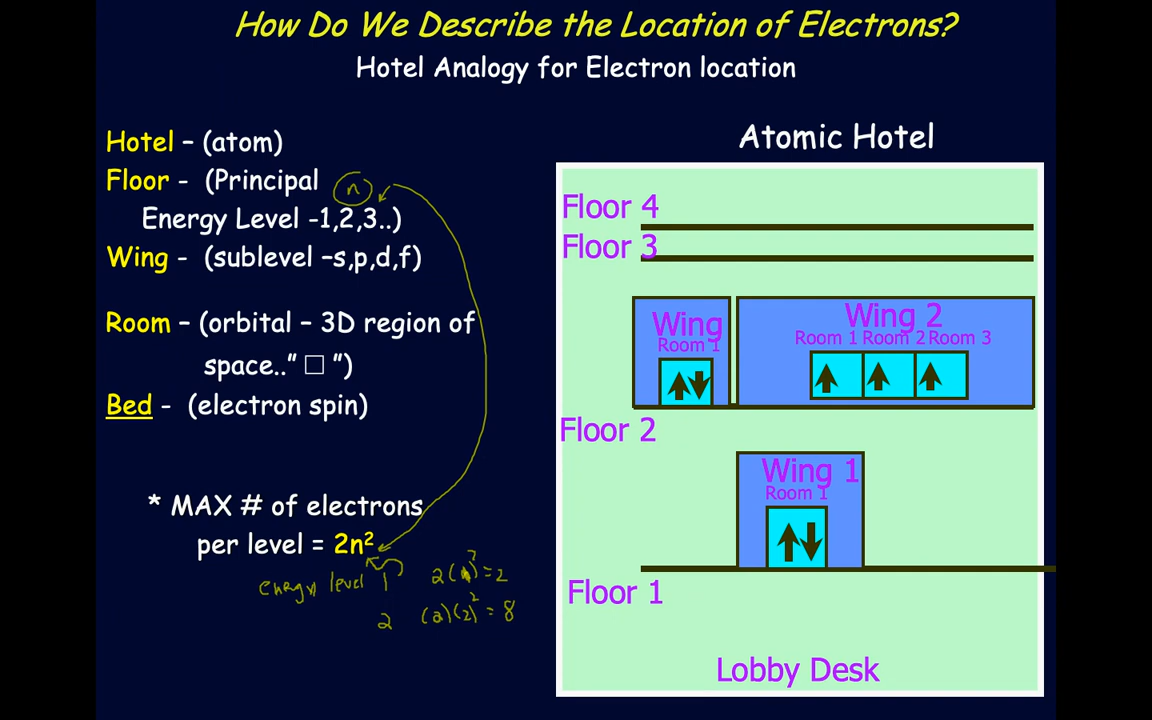 How Do We Describe the Location of Electrons?
Hotel Analogy for Electron location
Hotel – (atom)
Floor - (Principal n
Energy Level -1,2,3..)
Wing - (sublevel –s,p,d,f)
Room – (orbital – 3D region of
space..” □ ”)
Bed - (electron spin)
* MAX # of electrons
per level = 2n²
energy level 1 2(1)² = 2
2 (2)(2)² = 8
Atomic Hotel
Floor 4
Floor 3
Wing
Room 1
Wing 2
Room 1 Room 2 Room 3
Floor 2
Wing 1
Room 1
Floor 1
Lobby Desk